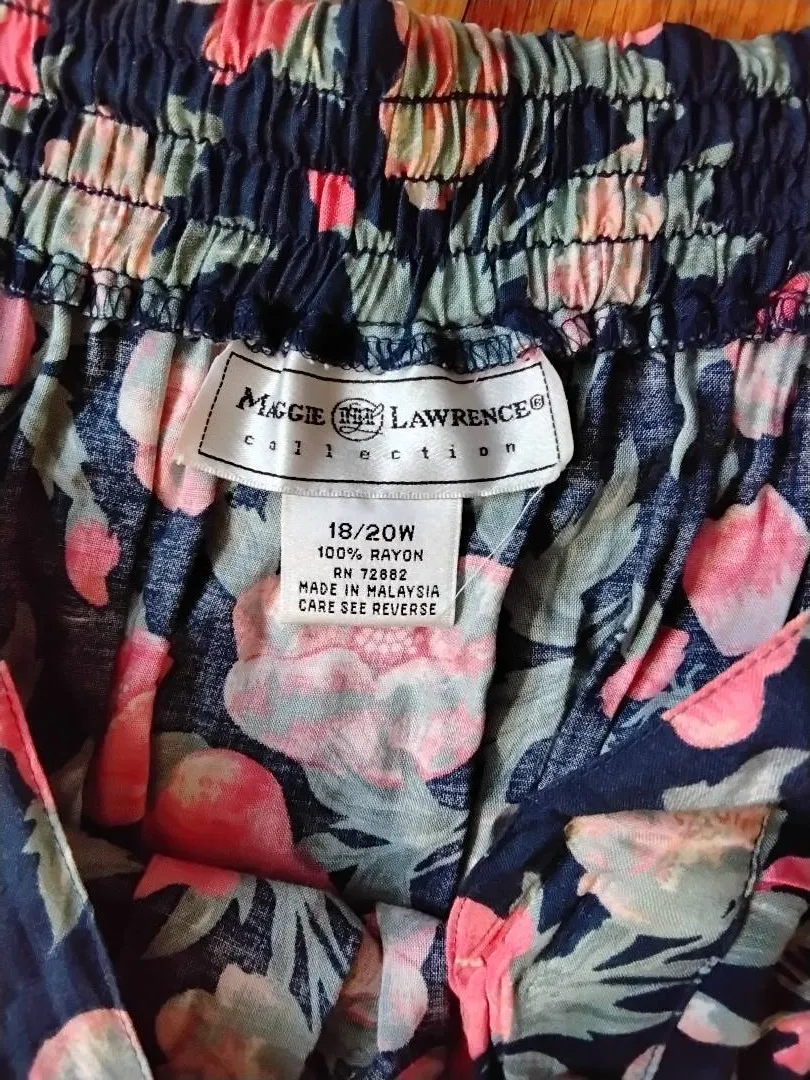 MAGGIE LAWRENCE®
collection
18/20W
100% RAYON
RN 72882
MADE IN MALAYSIA
CARE SEE REVERSE